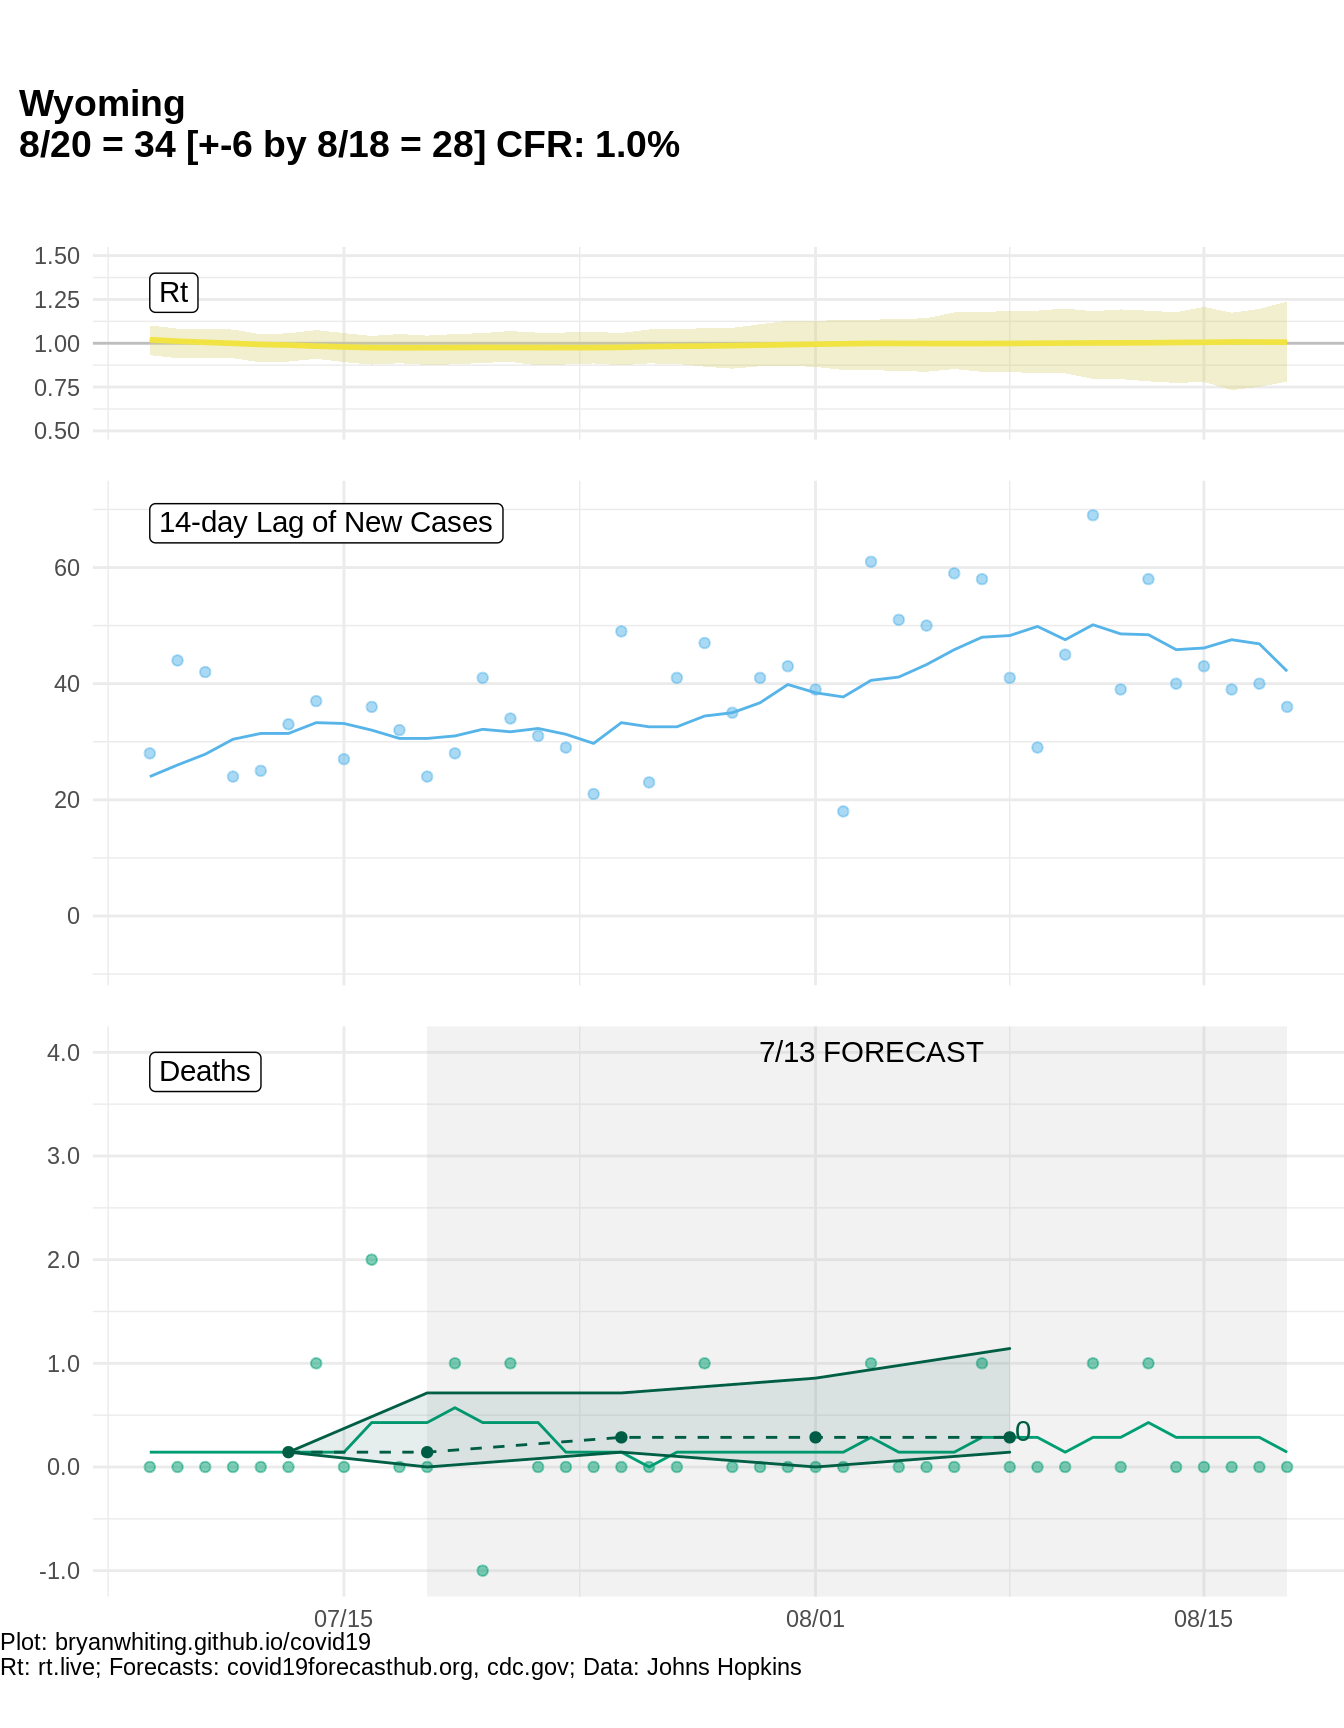 Wyoming
8/20 = 34 [+-6 by 8/18 = 28] CFR: 1.0%
1.50
Rt
1.25
1.00
0.75
0.50
14-day Lag of New Cases
60
40
20
0
7/13 FORECAST
4.0
Deaths
3.0
2.0
1.0
0
0.0
-1.0
07/15
08/01
08/15
Plot: bryanwhiting.github.io/covid19
Rt: rt.live; Forecasts: covid19forecasthub.org, cdc.gov; Data: Johns Hopkins